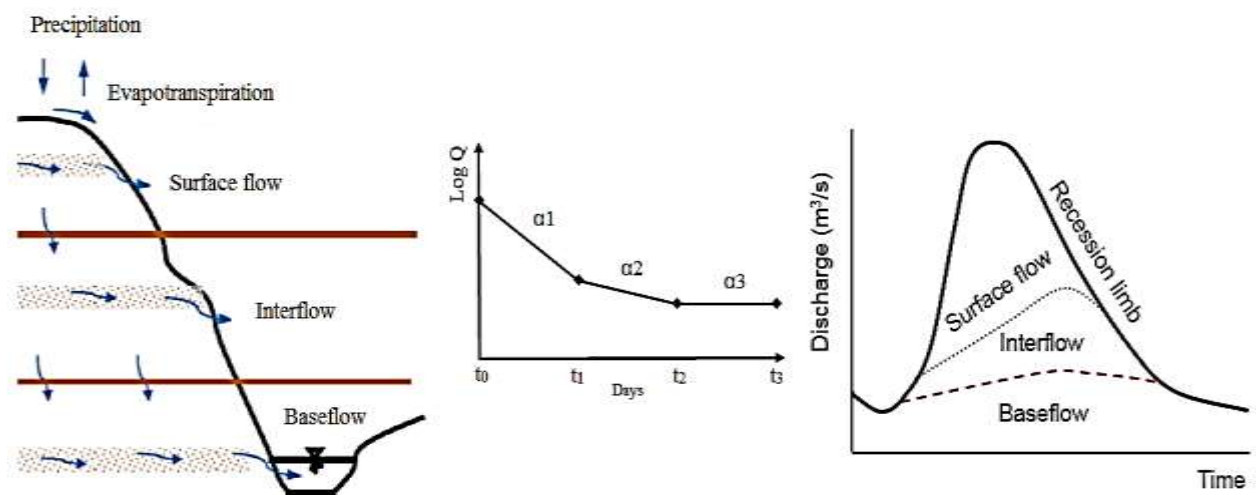 Precipitation
Evapotranspiration
Surface flow
Interflow
Baseflow
Log Q
α1
α2
α3
t0
t1
t2
t3
Days
Discharge (m³/s)
Surface flow
Recession limb
Interflow
Baseflow
Time